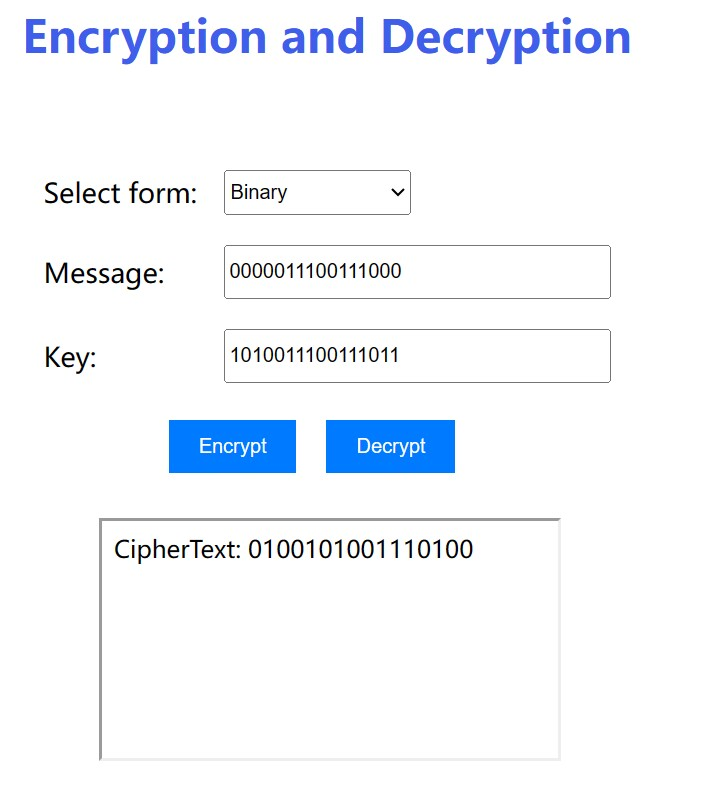 Encryption and Decryption
Select form: Binary
Message: 0000011100111000
Key: 1010011100111011
Encrypt Decrypt
CipherText: 0100101001110100